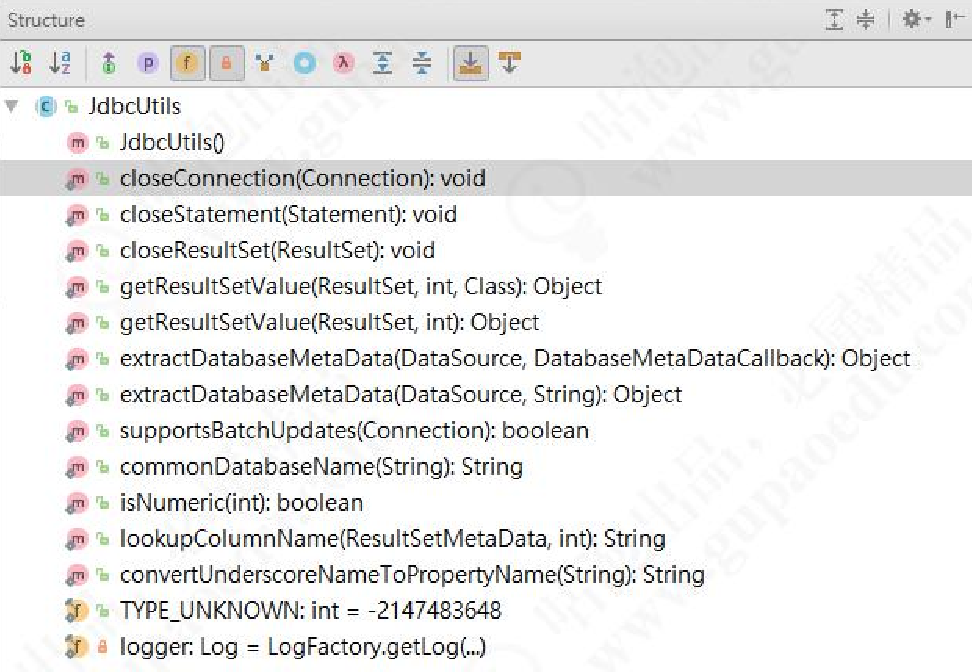 Structure
JdbcUtils
JdbcUtils()
closeConnection(Connection): void
closeStatement(Statement): void
closeResultSet(ResultSet): void
getResultSetValue(ResultSet, int, Class): Object
getResultSetValue(ResultSet, int): Object
extractDatabaseMetaData(DataSource, DatabaseMetaDataCallback): Object
extractDatabaseMetaData(DataSource, String): Object
supportsBatchUpdates(Connection): boolean
commonDatabaseName(String): String
isNumeric(int): boolean
lookupColumnName(ResultSetMetaData, int): String
convertUnderscoreNameToPropertyName(String): String
TYPE_UNKNOWN: int = -2147483648
logger: Log = LogFactory.getLog(...)